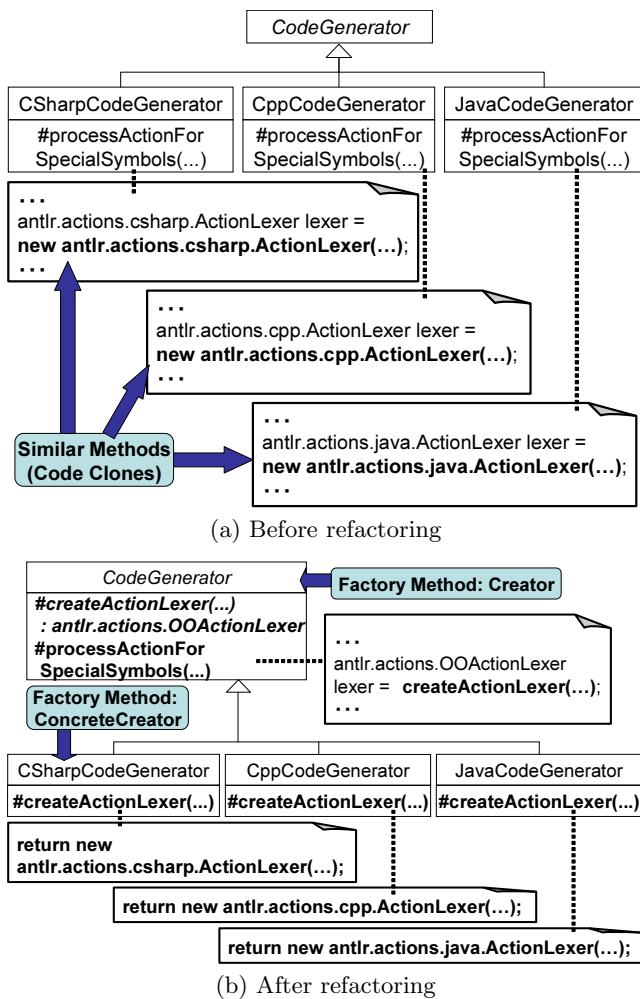 CodeGenerator
CSharpCodeGenerator
#processActionFor
SpecialSymbols(...)
CppCodeGenerator
#processActionFor
SpecialSymbols(...)
JavaCodeGenerator
#processActionFor
SpecialSymbols(...)
...
antlr.actions.csharp.ActionLexer lexer =
new antlr.actions.csharp.ActionLexer(...);
...
...
antlr.actions.cpp.ActionLexer lexer =
new antlr.actions.cpp.ActionLexer(...);
...
...
antlr.actions.java.ActionLexer lexer =
new antlr.actions.java.ActionLexer(...);
...
Similar Methods
(Code Clones)
(a) Before refactoring
CodeGenerator
#createActionLexer(...)
: antlr.actions.OOActionLexer
#processActionFor
SpecialSymbols(...)
Factory Method: Creator
...
antlr.actions.OOActionLexer
lexer = createActionLexer(...);
...
Factory Method:
ConcreteCreator
CSharpCodeGenerator
#createActionLexer(...)
CppCodeGenerator
#createActionLexer(...)
JavaCodeGenerator
#createActionLexer(...)
return new
antlr.actions.csharp.ActionLexer(...);
return new antlr.actions.cpp.ActionLexer(...);
return new antlr.actions.java.ActionLexer(...);
(b) After refactoring